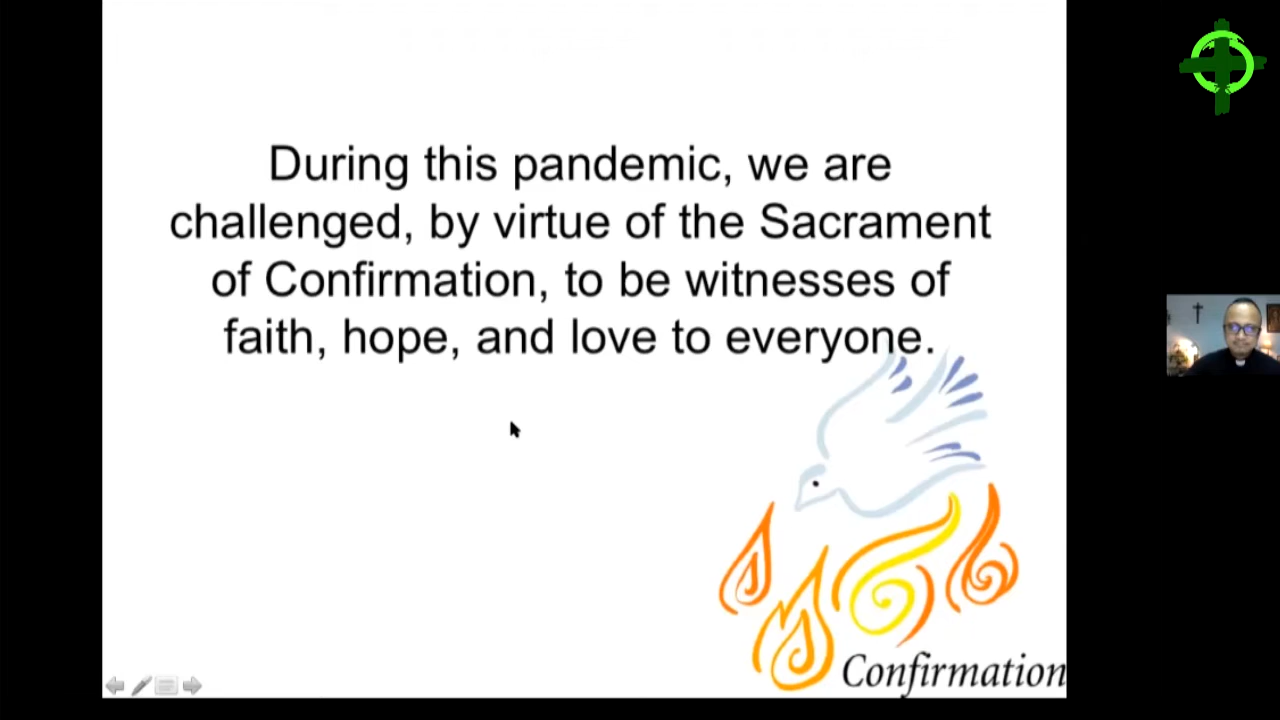 During this pandemic, we are
challenged, by virtue of the Sacrament
of Confirmation, to be witnesses of
faith, hope, and love to everyone.
Confirmation